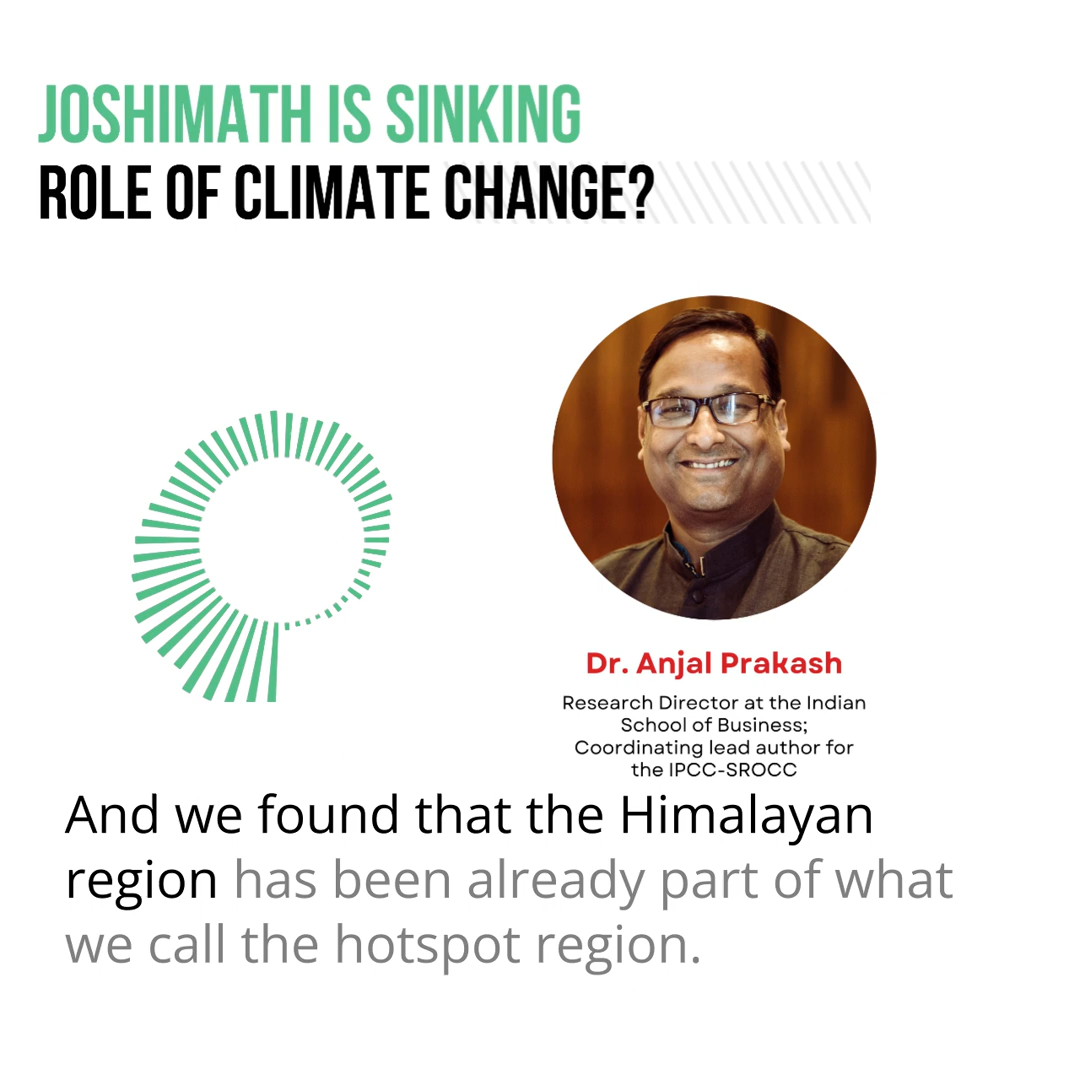 JOSHIMATH IS SINKING
ROLE OF CLIMATE CHANGE?
Dr. Anjal Prakash
Research Director at the Indian
School of Business;
Coordinating lead author for
the IPCC-SROCC
And we found that the Himalayan
region has been already part of what
we call the hotspot region.